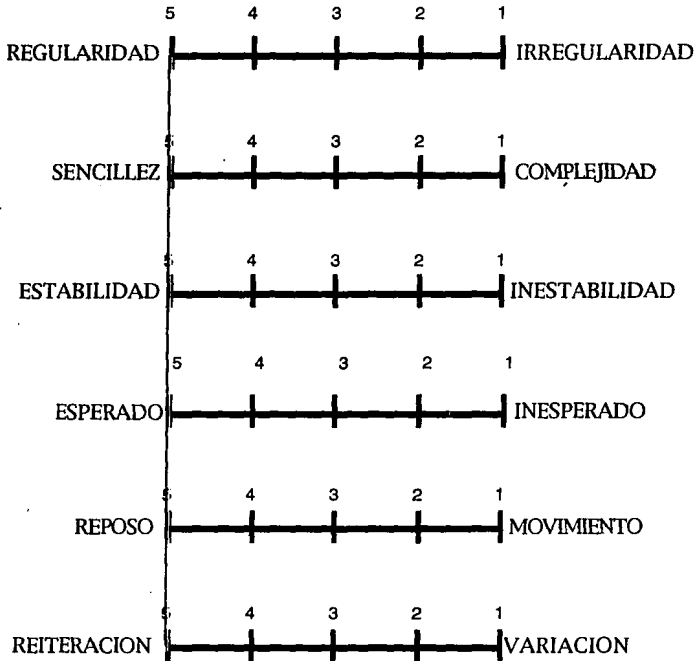 5 4 3 2 1
REGULARIDAD IRREGULARIDAD
5 4 3 2 1
SENCILLEZ COMPLEJIDAD
5 4 3 2 1
ESTABILIDAD INESTABILIDAD
5 4 3 2 1
ESPERADO INESPERADO
5 4 3 2 1
REPOSO MOVIMIENTO
5 4 3 2 1
REITERACION VARIACION